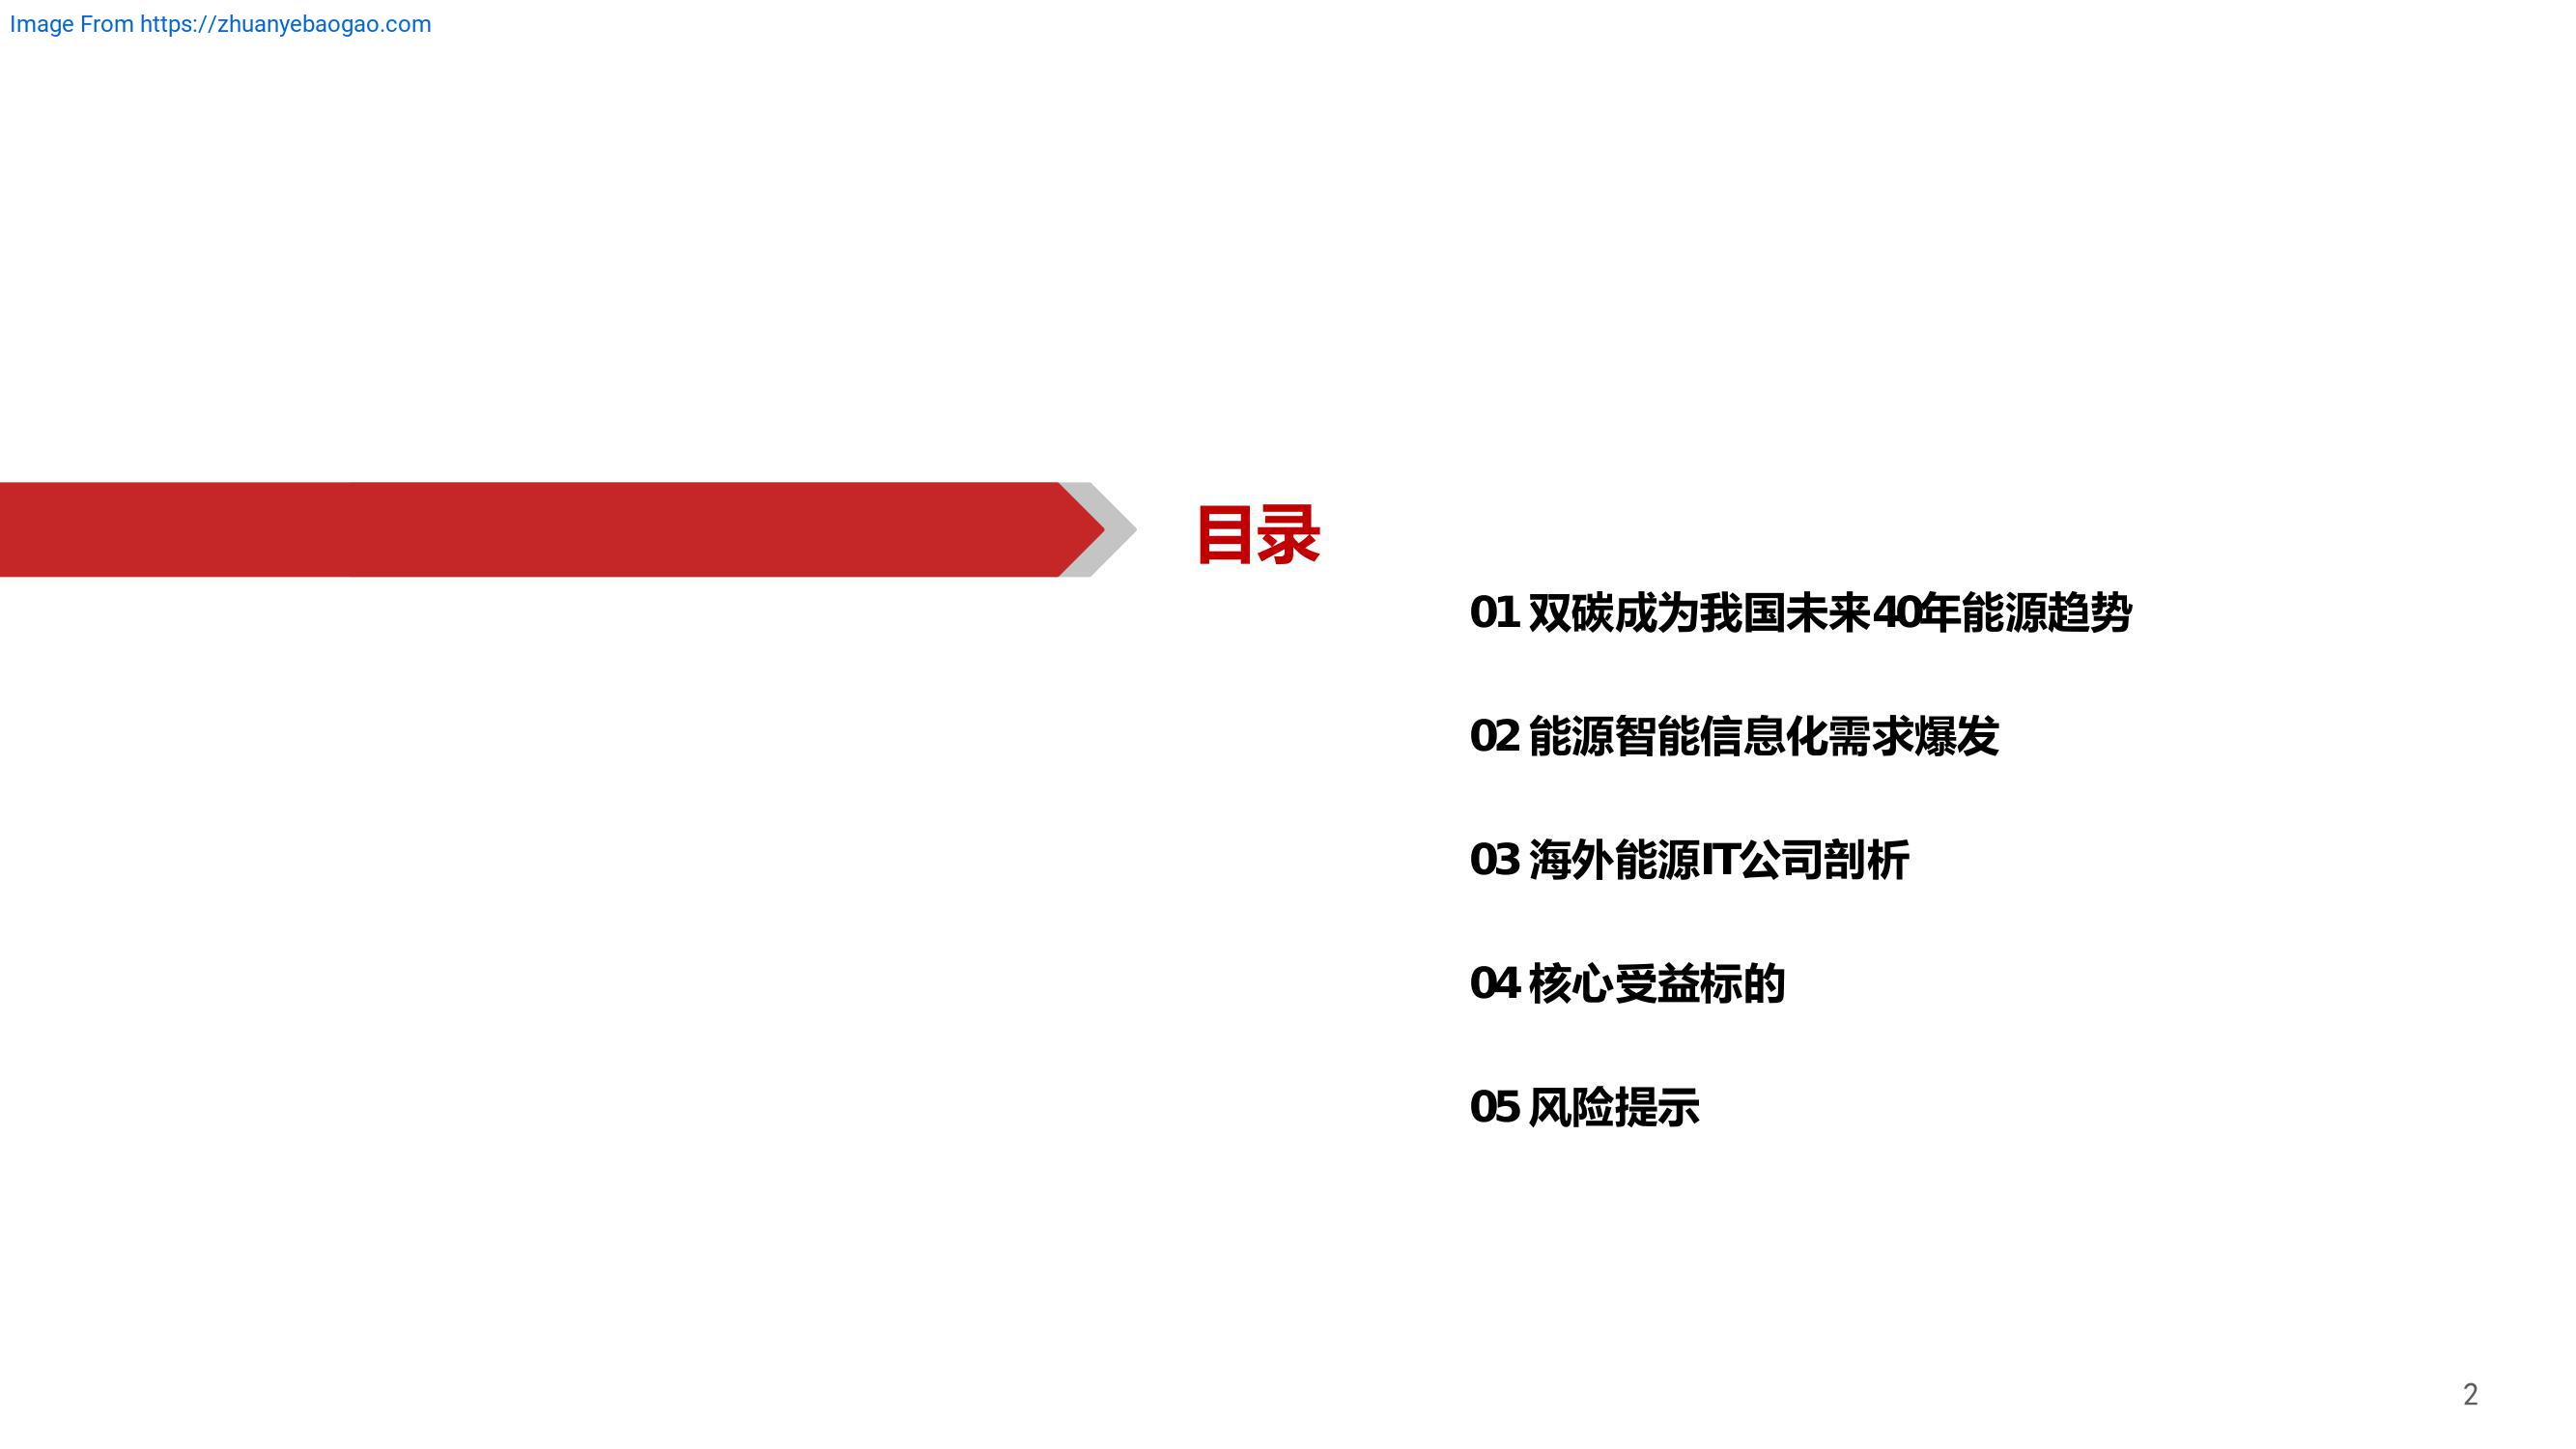 Image From https://zhuanyebaogao.com
目录
01 双碳成为我国未来40年能源趋势
02 能源智能信息化需求爆发
03 海外能源IT公司剖析
04 核心受益标的
05 风险提示
2